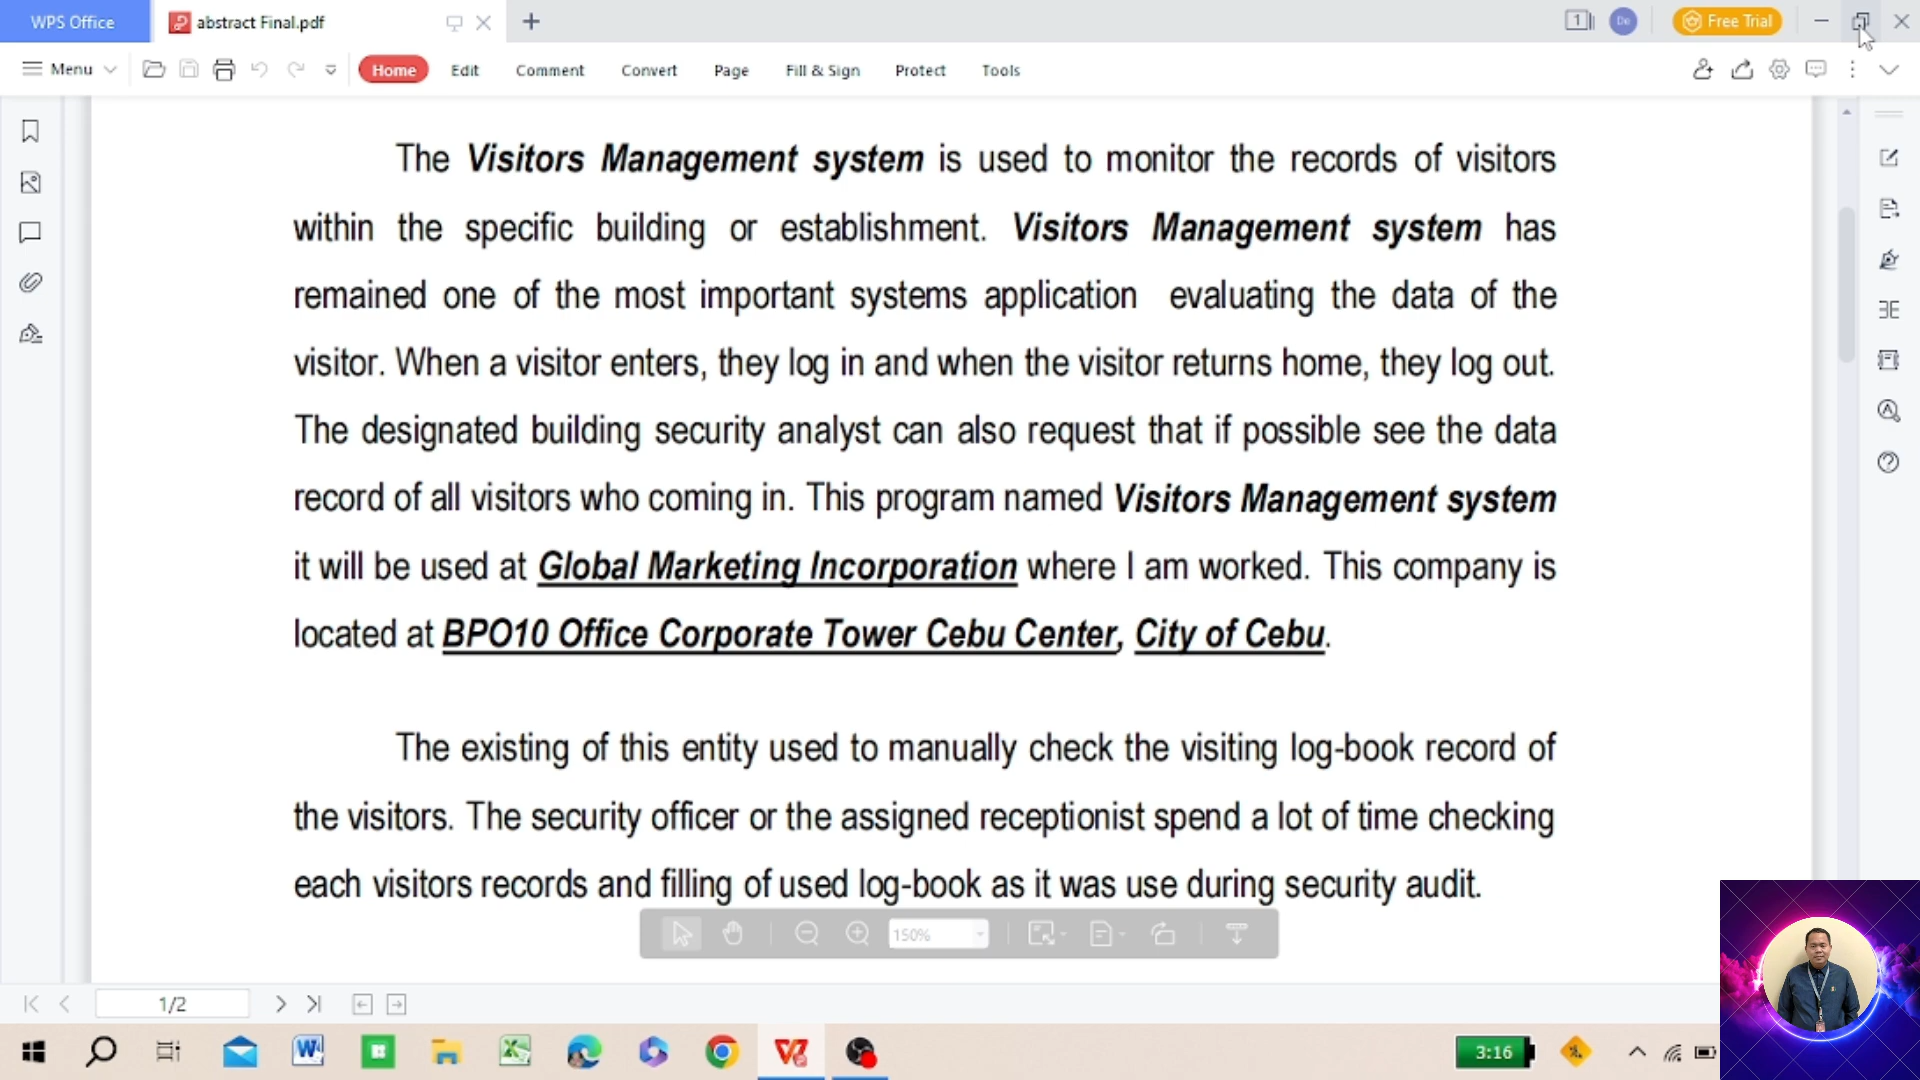 WPS Office
abstract Final.pdf
1
De
Free Trial
Menu
Home
Edit
Comment
Convert
Page
Fill & Sign
Protect
Tools
The Visitors Management system is used to monitor the records of visitors
within the specific building or establishment. Visitors Management system has
remained one of the most important systems application evaluating the data of the
visitor. When a visitor enters, they log in and when the visitor returns home, they log out.
The designated building security analyst can also request that if possible see the data
record of all visitors who coming in. This program named Visitors Management system
it will be used at Global Marketing Incorporation where I am worked. This company is
located at BPO10 Office Corporate Tower Cebu Center, City of Cebu.
The existing of this entity used to manually check the visiting log-book record of
the visitors. The security officer or the assigned receptionist spend a lot of time checking
each visitors records and filling of used log-book as it was use during security audit.
150%
1/2
3:16